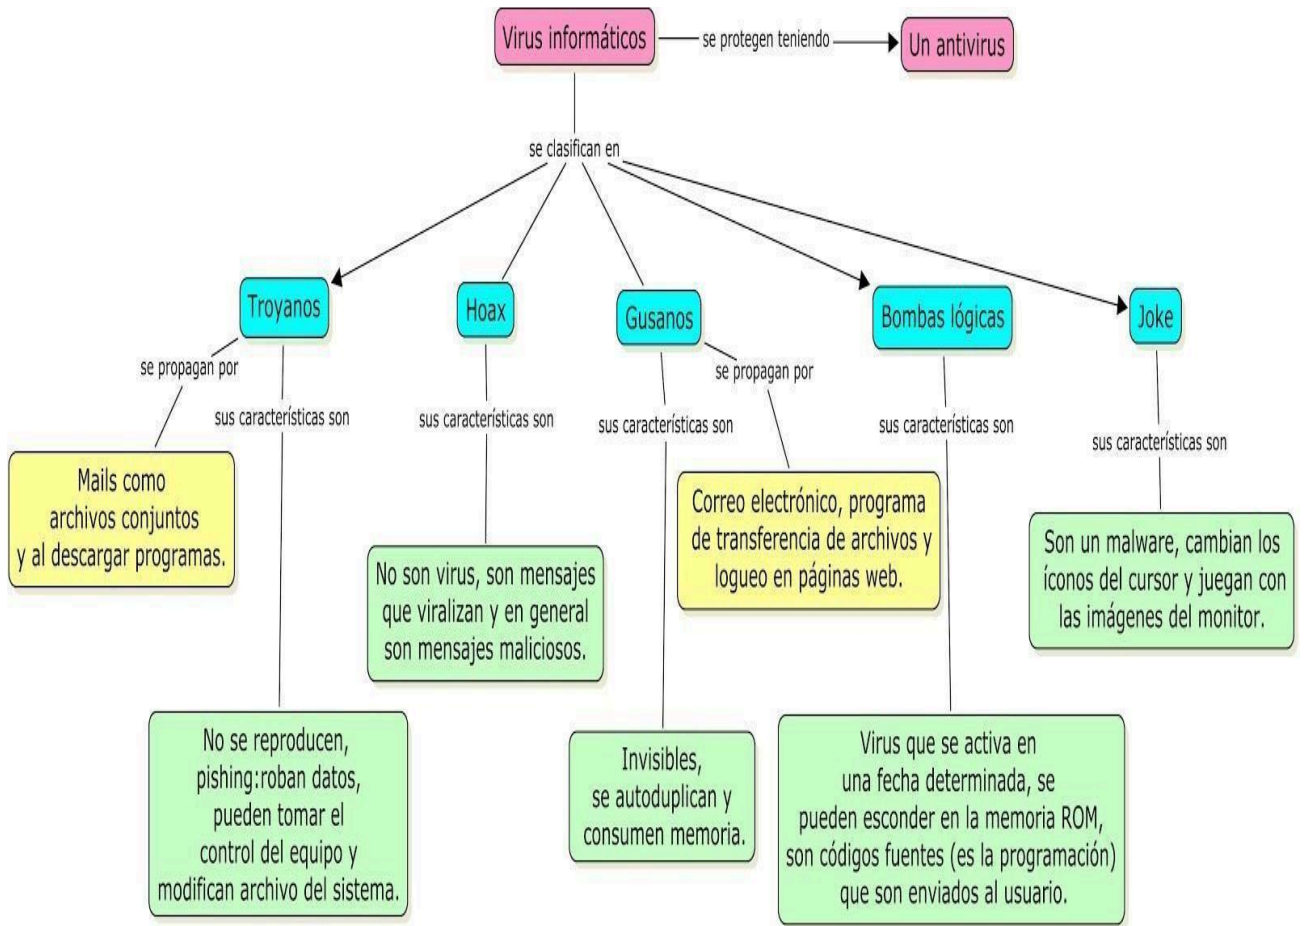 Virus informáticos
se protegen teniendo
Un antivirus
se clasifican en
Troyanos
Hoax
Gusanos
Bombas lógicas
Joke
se propagan por
sus características son
sus características son
sus características son
se propagan por
sus características son
sus características son
Mails como
archivos conjuntos
y al descargar programas.
No son virus, son mensajes
que viralizan y en general
son mensajes maliciosos.
Correo electrónico, programa
de transferencia de archivos y
logueo en páginas web.
Son un malware, cambian los
íconos del cursor y juegan con
las imágenes del monitor.
No se reproducen,
pishing:roban datos,
pueden tomar el
control del equipo y
modifican archivo del sistema.
Invisibles,
se autoduplican y
consumen memoria.
Virus que se activa en
una fecha determinada, se
pueden esconder en la memoria ROM,
son códigos fuentes (es la programación)
que son enviados al usuario.